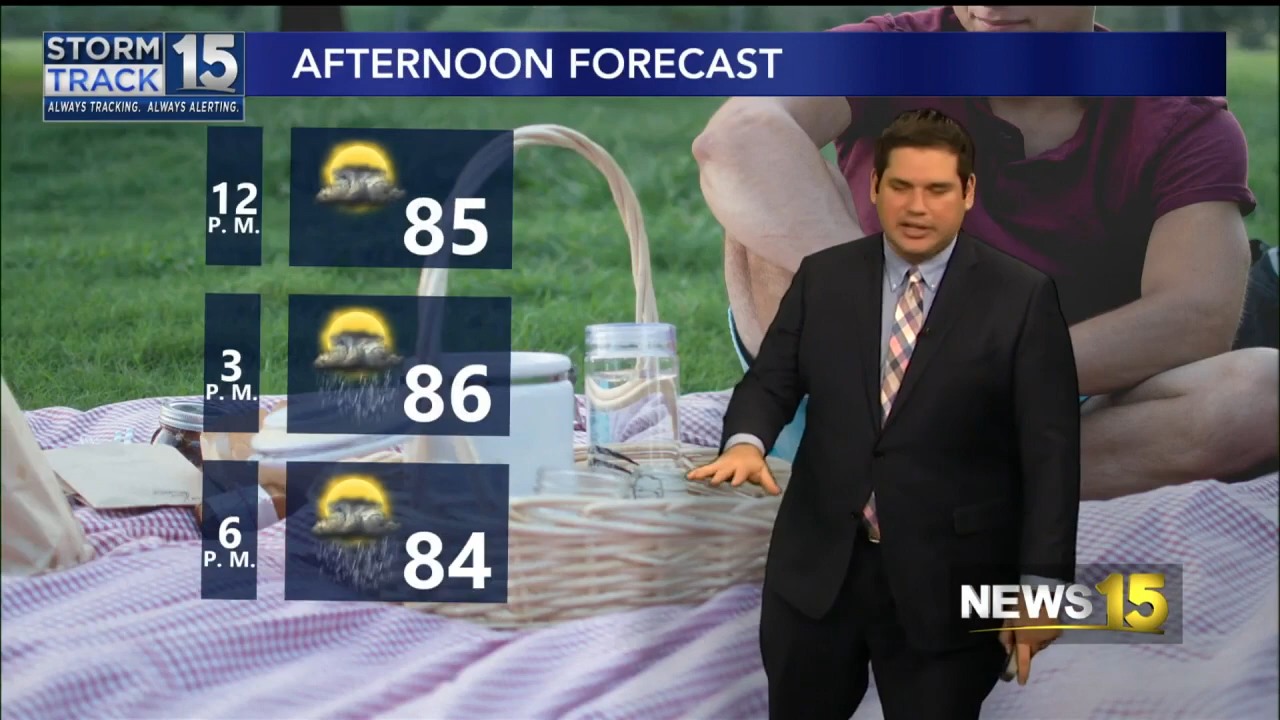 STORM
TRACK 15
ALWAYS TRACKING. ALWAYS ALERTING.
AFTERNOON FORECAST
12
P. M.
85
3
P. M.
86
6
P. M.
84
NEWS 15